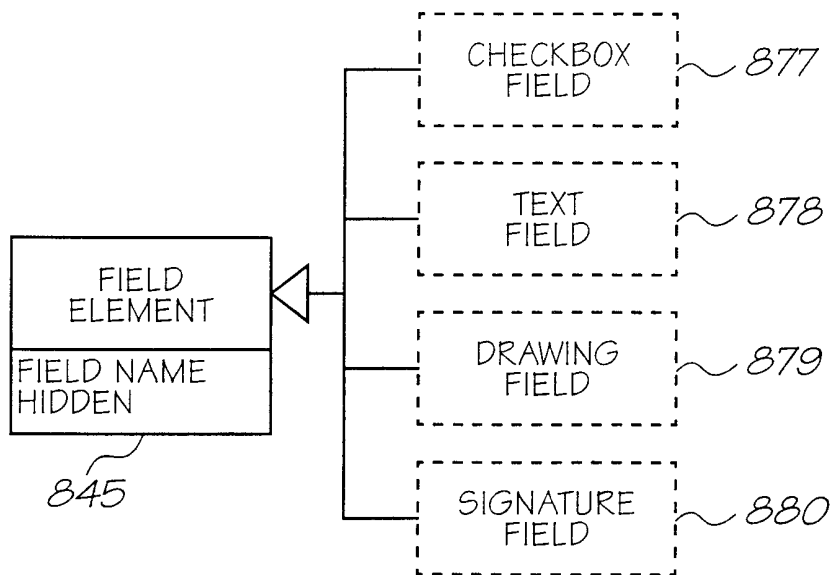 CHECKBOX
FIELD
877
TEXT
FIELD
878
FIELD
ELEMENT
FIELD NAME
HIDDEN
845
DRAWING
FIELD
879
SIGNATURE
FIELD
880